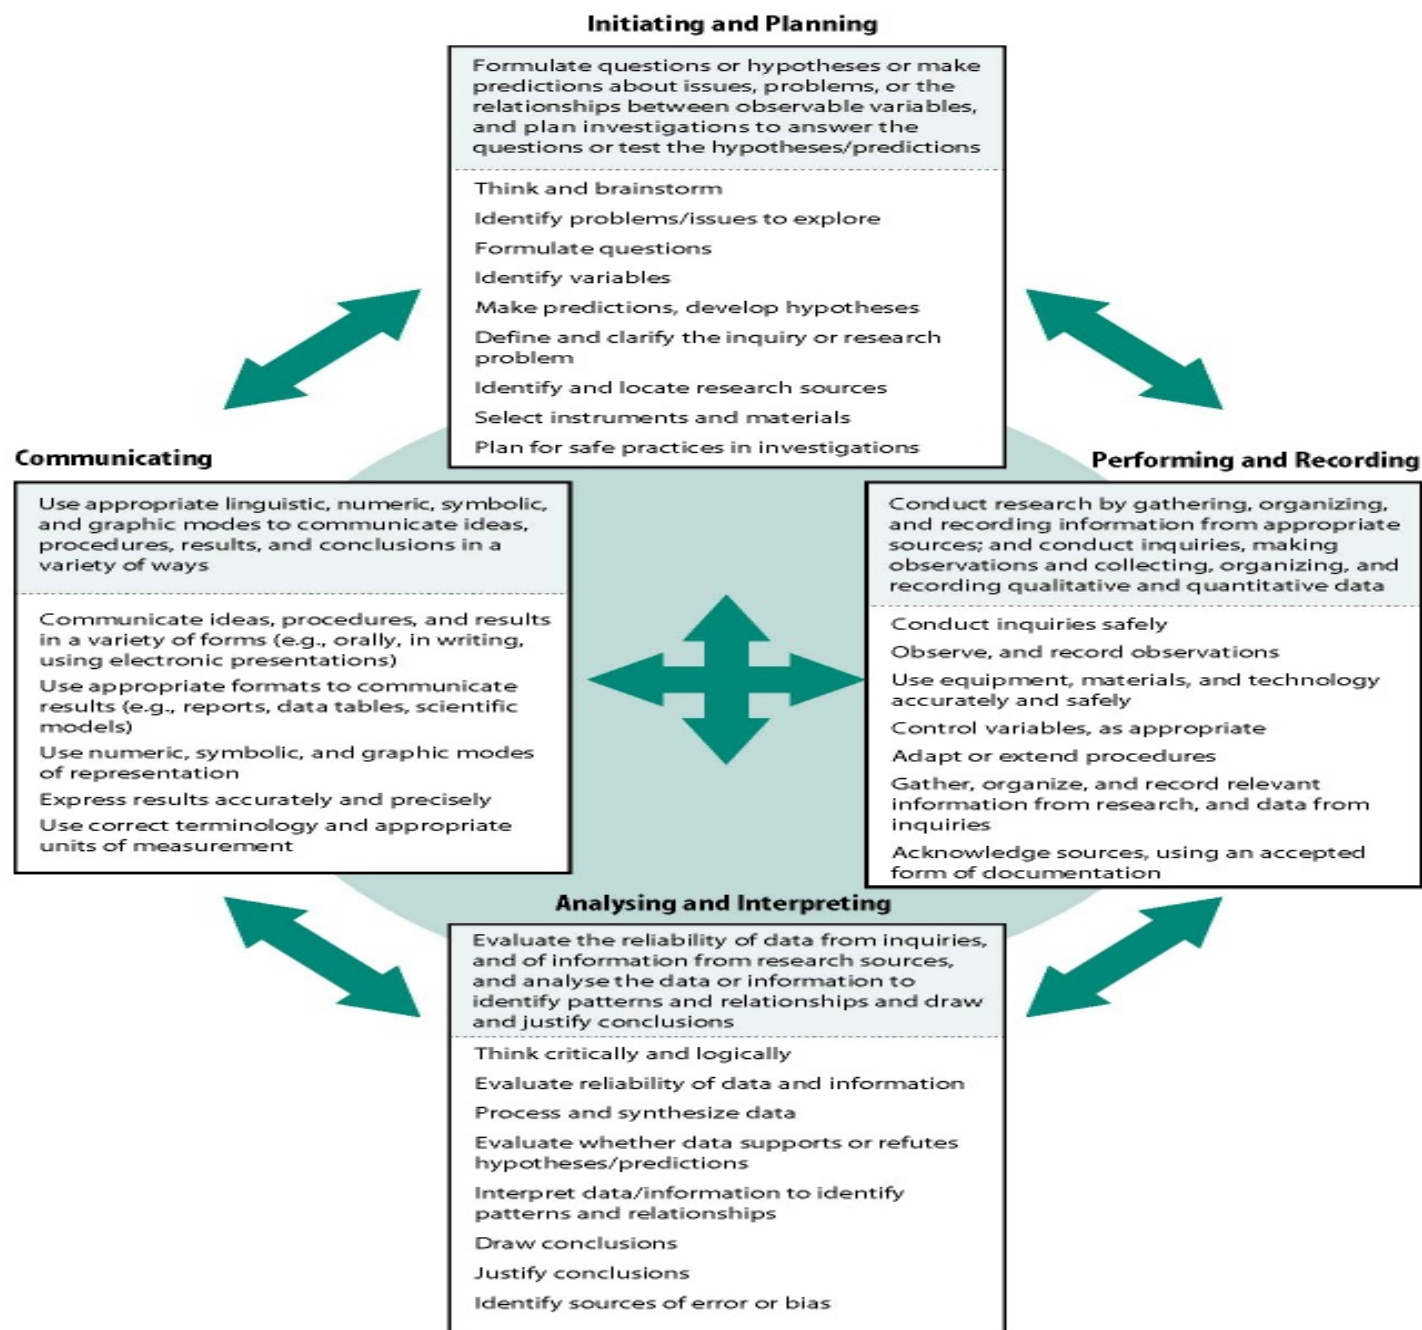 Initiating and Planning
Formulate questions or hypotheses or make
predictions about issues, problems, or the
relationships between observable variables,
and plan investigations to answer the
questions or test the hypotheses/predictions
Think and brainstorm
Identify problems/issues to explore
Formulate questions
Identify variables
Make predictions, develop hypotheses
Define and clarify the inquiry or research
problem
Identify and locate research sources
Select instruments and materials
Plan for safe practices in investigations
Communicating
Use appropriate linguistic, numeric, symbolic,
and graphic modes to communicate ideas,
procedures, results, and conclusions in a
variety of ways
Communicate ideas, procedures, and results
in a variety of forms (e.g., orally, in writing,
using electronic presentations)
Use appropriate formats to communicate
results (e.g., reports, data tables, scientific
models)
Use numeric, symbolic, and graphic modes
of representation
Express results accurately and precisely
Use correct terminology and appropriate
units of measurement
Performing and Recording
Conduct research by gathering, organizing,
and recording information from appropriate
sources; and conduct inquiries, making
observations and collecting, organizing, and
recording qualitative and quantitative data
Conduct inquiries safely
Observe, and record observations
Use equipment, materials, and technology
accurately and safely
Control variables, as appropriate
Adapt or extend procedures
Gather, organize, and record relevant
information from research, and data from
inquiries
Acknowledge sources, using an accepted
form of documentation
Analysing and Interpreting
Evaluate the reliability of data from inquiries,
and of information from research sources,
and analyse the data or information to
identify patterns and relationships and draw
and justify conclusions
Think critically and logically
Evaluate reliability of data and information
Process and synthesize data
Evaluate whether data supports or refutes
hypotheses/predictions
Interpret data/information to identify
patterns and relationships
Draw conclusions
Justify conclusions
Identify sources of error or bias